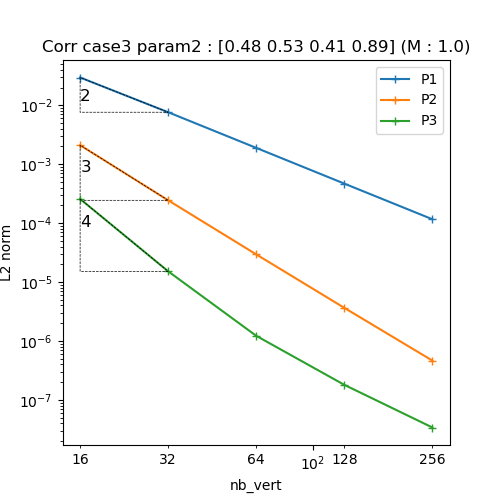 Corr case3 param2 : [0.48 0.53 0.41 0.89] (M : 1.0)
P1
P2
P3
2
3
4
10⁻²
10⁻³
10⁻⁴
10⁻⁵
10⁻⁶
10⁻⁷
L2 norm
16 32 64 10² 128 256
nb_vert